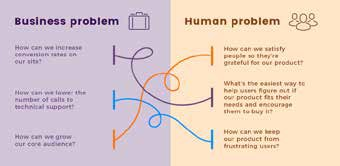 Business problem
How can we increase
conversion rates on
our site?
How can we lower the
number of calls to
technical support?
How can we grow
our core audience?
Human problem
How can we satisfy
people so they're
grateful for our product?
What's the easiest way to
help users figure out if
our product fits their
needs and encourage
them to buy it?
How can we keep
our product from
frustrating users?